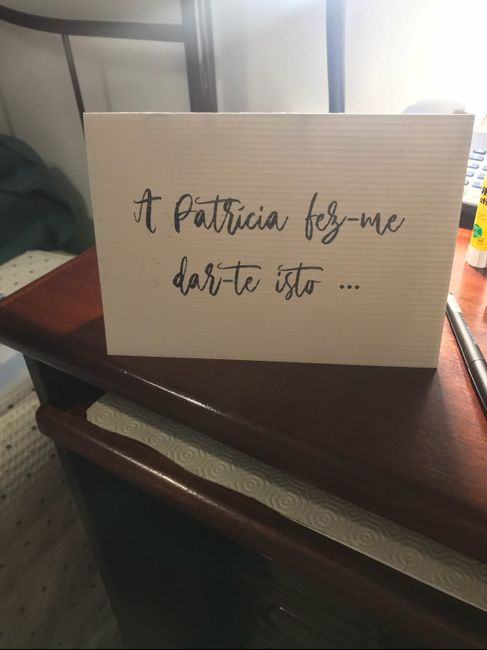 A Patrícia fez-me
dar-te isto ...